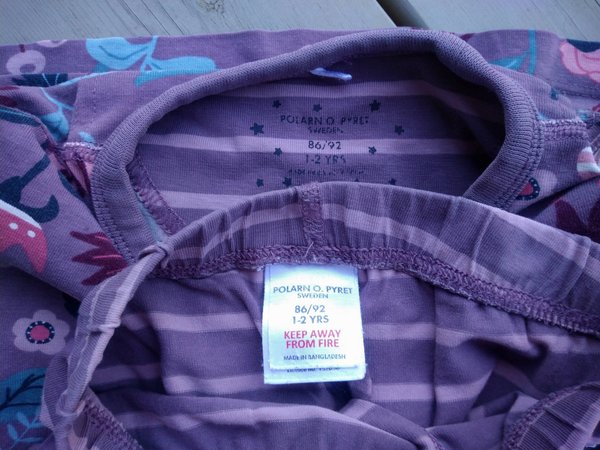 POLARN O. PYRET
SWEDEN
86/92
1-2 YRS
POLARN O. PYRET
SWEDEN
86/92
1-2 YRS
KEEP AWAY
FROM FIRE
MADE IN BANGLADESH